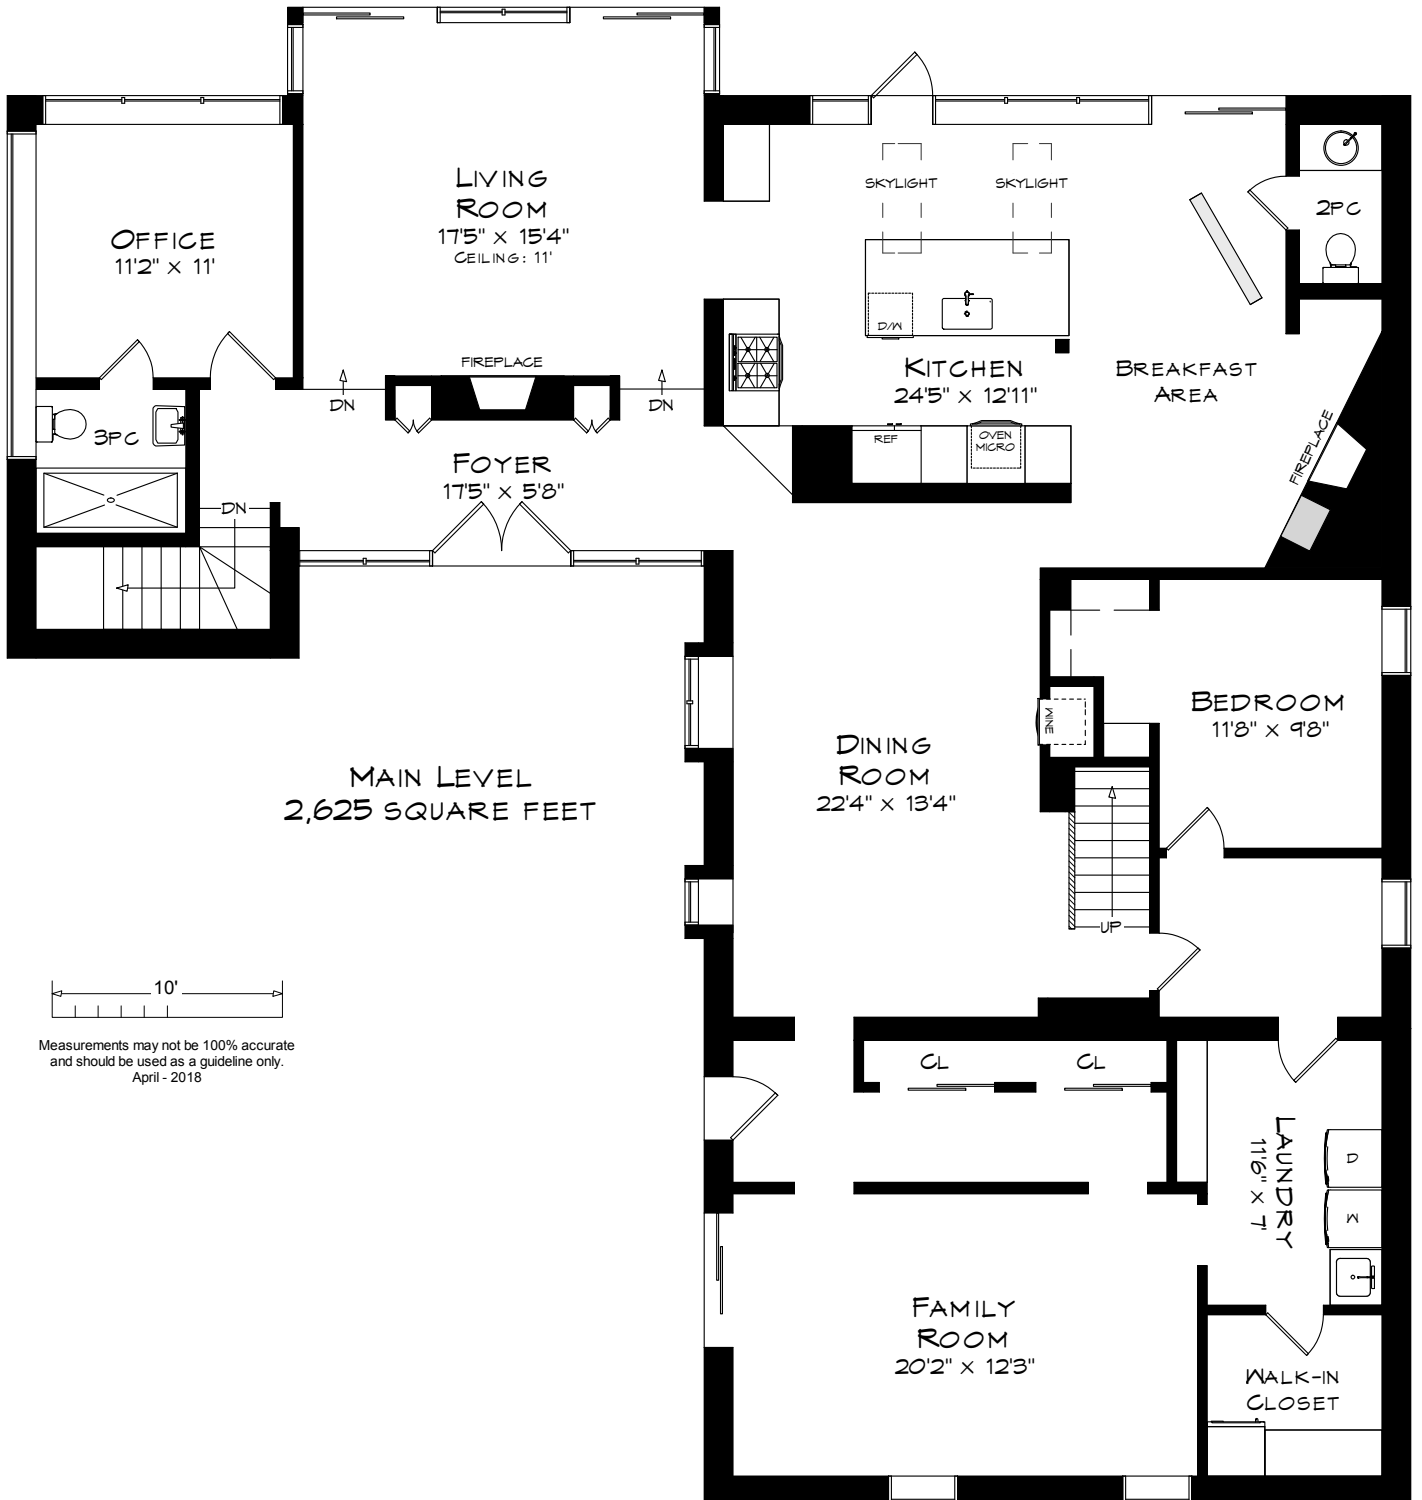 LIVING
ROOM
17'5" x 15'4"
CEILING: 11'
SKYLIGHT
SKYLIGHT
2PC
OFFICE
11'2" x 11'
D/W
FIREPLACE
KITCHEN
24'5" x 12'11"
BREAKFAST
AREA
DN
DN
3PC
REF
OVEN
MICRO
FIREPLACE
FOYER
17'5" x 5'8"
DN
BEDROOM
11'8" x 9'8"
WINE
DINING
ROOM
22'4" x 13'4"
MAIN LEVEL
2,625 SQUARE FEET
UP
10'
Measurements may not be 100% accurate
and should be used as a guideline only.
April - 2018
CL
CL
LAUNDRY
11'6" x 7'
D
W
FAMILY
ROOM
20'2" x 12'3"
WALK-IN
CLOSET